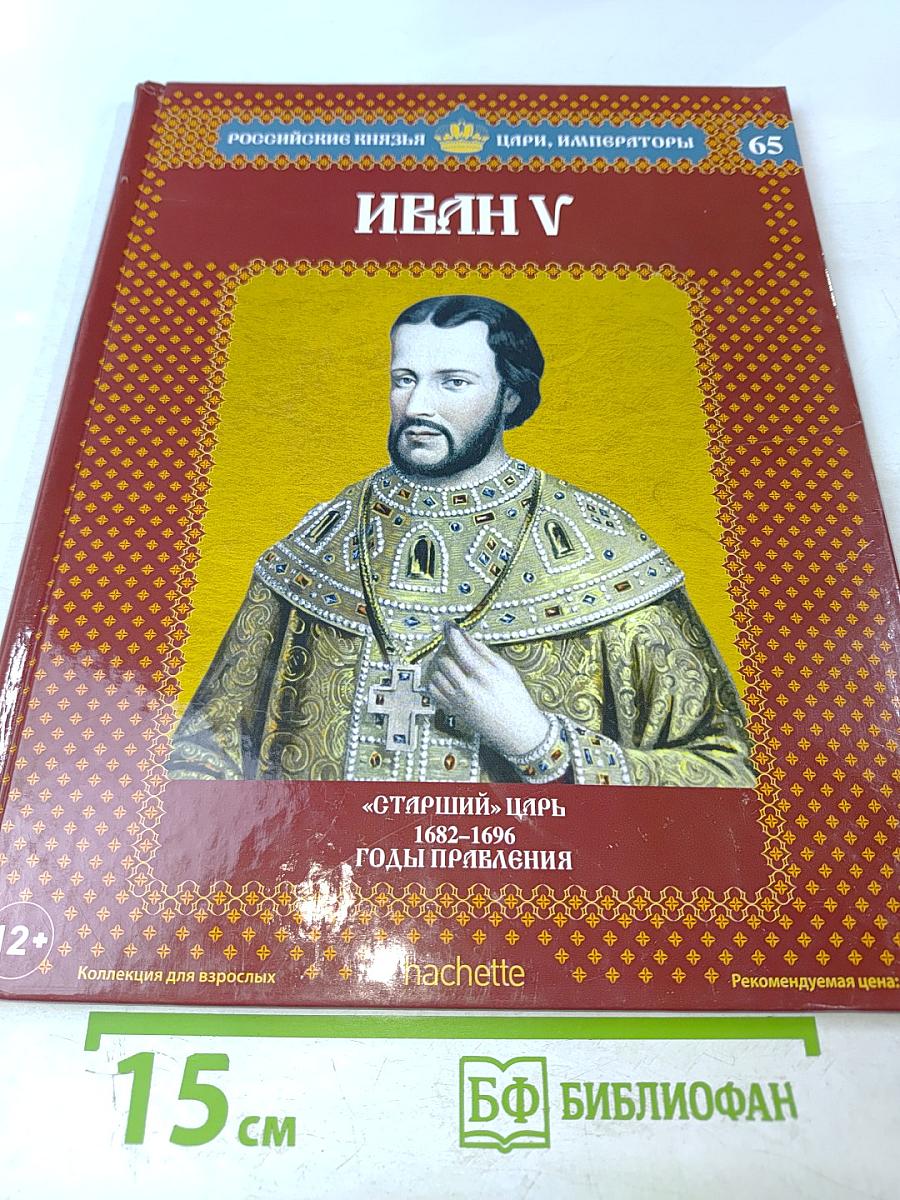 РОССИЙСКИЕ КНЯЗЬЯ ЦАРИ, ИМПЕРАТОРЫ 65
ИВАН V
«СТАРШИЙ» ЦАРЬ
1682–1696
ГОДЫ ПРАВЛЕНИЯ
12+
Коллекция для взрослых hachette Рекомендуемая цена:
15 см БФ БИБЛИОФАН